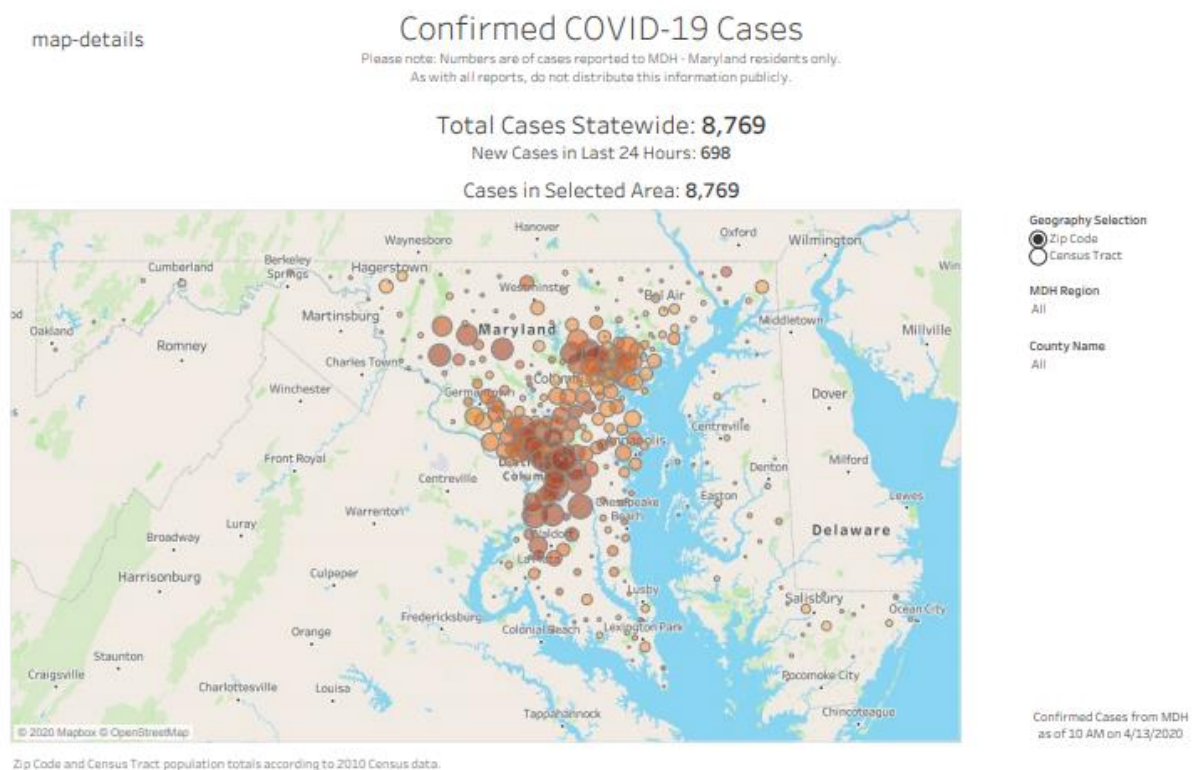 map-details
Confirmed COVID-19 Cases
Please note: Numbers are of cases reported to MDH - Maryland residents only.
As with all reports, do not distribute this information publicly.
Total Cases Statewide: 8,769
New Cases in Last 24 Hours: 698
Cases in Selected Area: 8,769
Hanover
Waynesboro
Oxford
Wilmington
Cumberland
Berkeley
Springs
Hagerstown
Westminster
Bel Air
Martinsburg
Maryland
Middletown
Oakland
Romney
Millville
Charles Town
Winchester
Germantown
Dover
Centreville
Annapolis
Front Royal
Centreville
Denton
Milford
Warrenton
Chesapeake
Beach
Easton
Lewes
Luray
Broadway
Waldorf
Delaware
Harrisonburg
Culpeper
La Plata
Lusby
Salisbury
Ocean City
Fredericksburg
Colonial Beach
Lexington Park
Orange
Staunton
Craigsville
Charlottesville
Louisa
Pocomoke City
Tappahannock
Chincoteague
© 2020 Mapbox © OpenStreetMap
Geography Selection
Zip Code
Census Tract
MDH Region
All
County Name
All
Confirmed Cases from MDH
as of 10 AM on 4/13/2020
Zip Code and Census Tract population totals according to 2010 Census data.